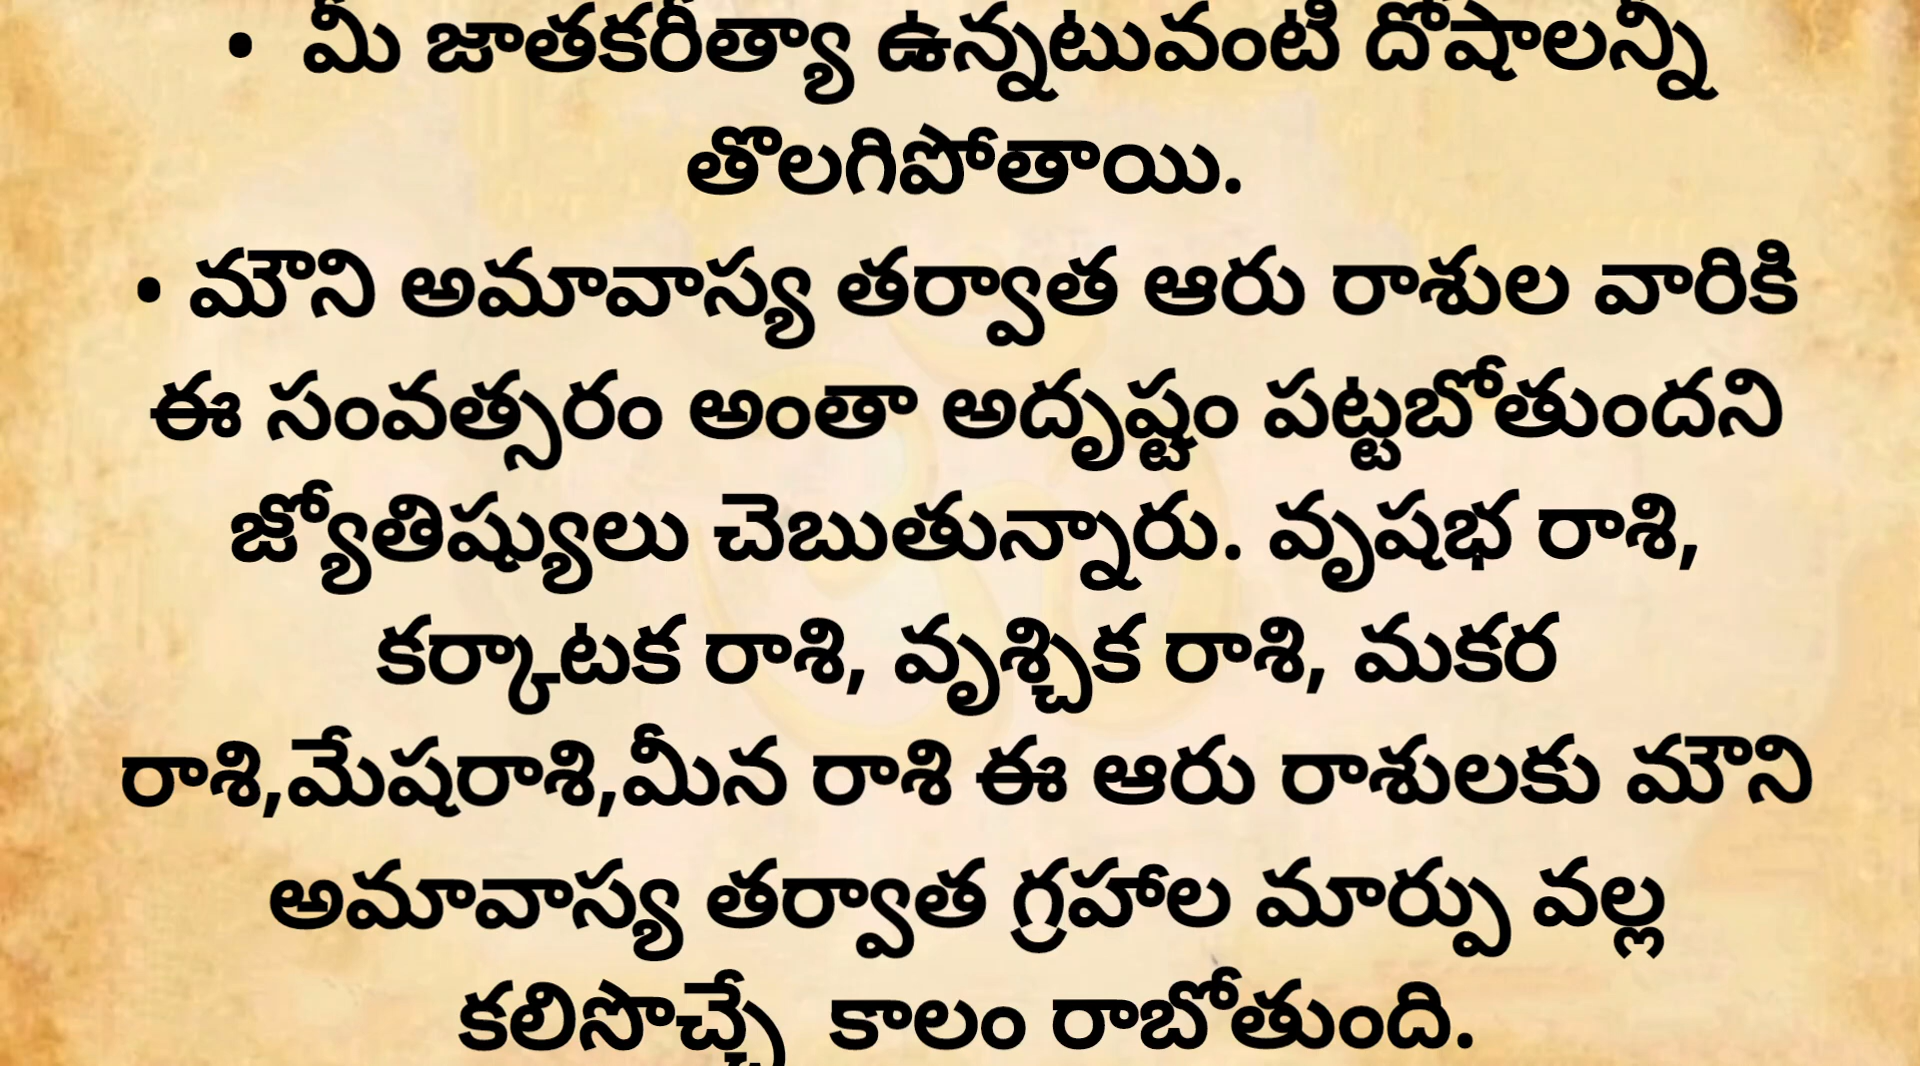 • మీ జాతకరీత్యా ఉన్నటువంటి దోషాలన్నీ
తొలగిపోతాయి.
• మౌని అమావాస్య తర్వాత ఆరు రాశుల వారికి
ఈ సంవత్సరం అంతా అదృష్టం పట్టబోతుందని
జ్యోతిష్యులు చెబుతున్నారు. వృషభ రాశి,
కర్కాటక రాశి, వృశ్చిక రాశి, మకర
రాశి,మేషరాశి,మీన రాశి ఈ ఆరు రాశులకు మౌని
అమావాస్య తర్వాత గ్రహాల మార్పు వల్ల
కలిసొచ్చే కాలం రాబోతుంది.